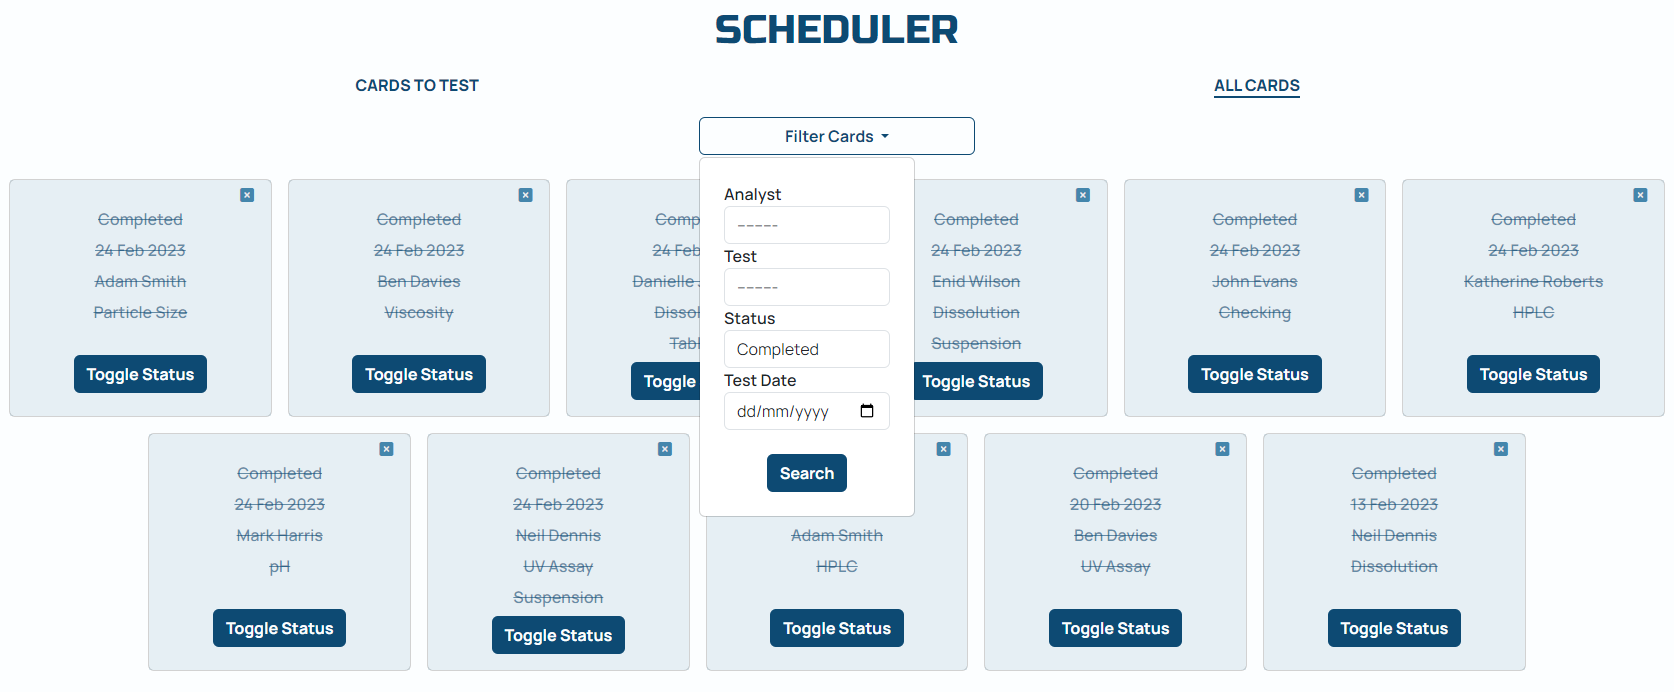 SCHEDULER
CARDS TO TEST
ALL CARDS
Filter Cards
Analyst
-----
Test
-----
Status
Completed
Test Date
dd/mm/yyyy
Search
Completed
24 Feb 2023
Adam Smith
Particle Size
Toggle Status
Completed
24 Feb 2023
Ben Davies
Viscosity
Toggle Status
Comp
24 Feb
Danielle
Disso
Tabl
Toggle
Completed
24 Feb 2023
Enid Wilson
Dissolution
Suspension
Toggle Status
Completed
24 Feb 2023
John Evans
Checking
Toggle Status
Completed
24 Feb 2023
Katherine Roberts
HPLC
Toggle Status
Completed
24 Feb 2023
Mark Harris
pH
Toggle Status
Completed
24 Feb 2023
Neil Dennis
UV Assay
Suspension
Toggle Status
Adam Smith
HPLC
Toggle Status
Completed
20 Feb 2023
Ben Davies
UV Assay
Toggle Status
Completed
13 Feb 2023
Neil Dennis
Dissolution
Toggle Status